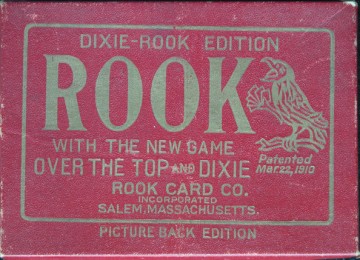 DIXIE-ROOK EDITION
ROOK
WITH THE NEW GAME
OVER THE TOP AND DIXIE
Patented
Mar. 22, 1910
ROOK CARD CO.
INCORPORATED
SALEM, MASSACHUSETTS.
PICTURE BACK EDITION